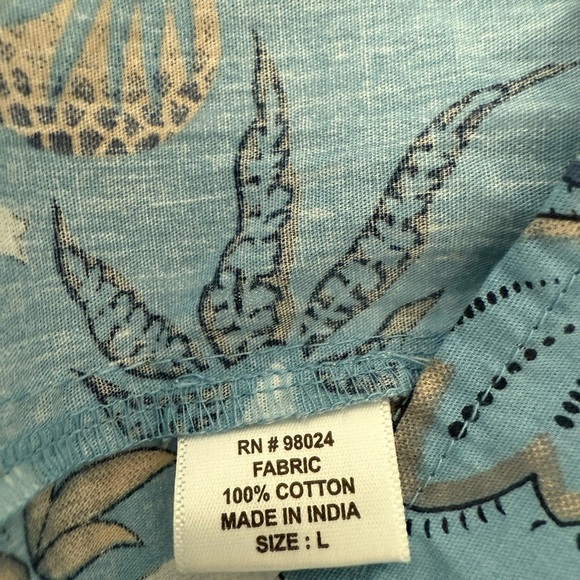 RN # 98024
FABRIC
100% COTTON
MADE IN INDIA
SIZE : L